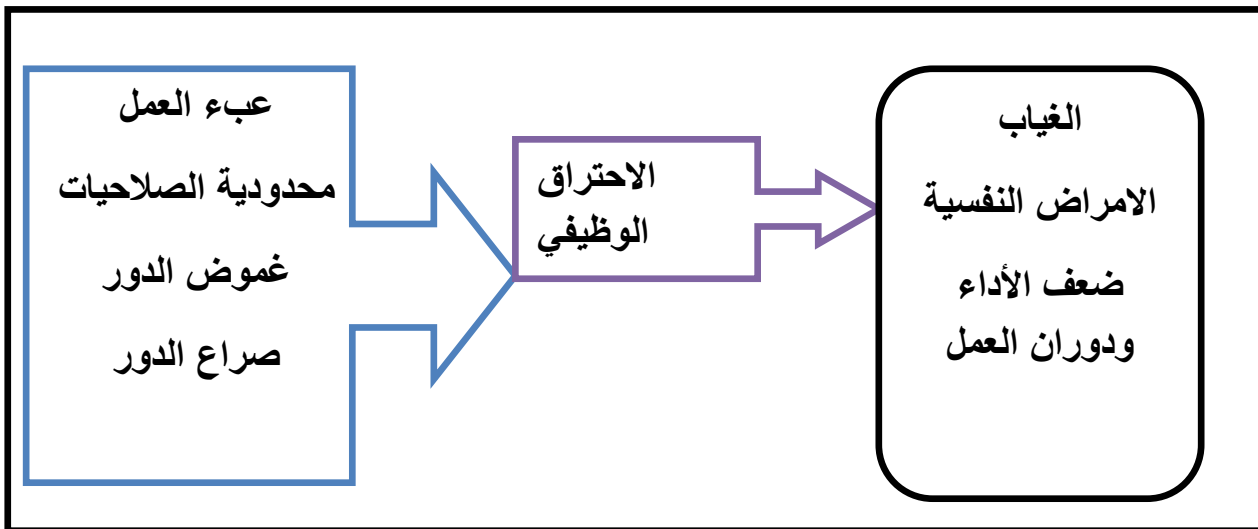 عبء العمل
محدودية الصلاحيات
غموض الدور
صراع الدور
الاحتراق
الوظيفي
الغياب
الامراض النفسية
ضعف الأداء
ودوران العمل